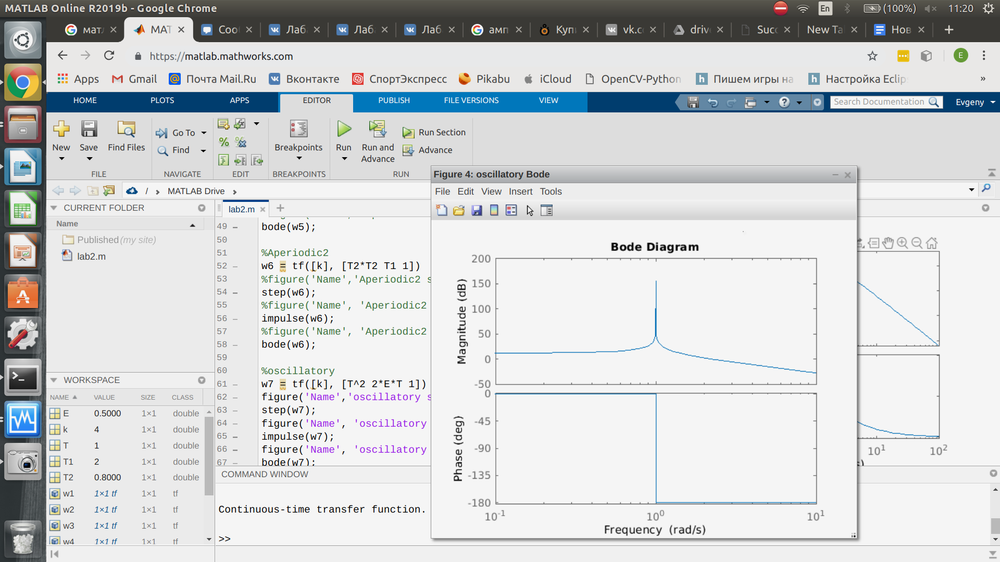 MATLAB Online R2019b - Google Chrome
En
(100%)
11:20
мат
MAT
Соо
Лаб
Лаб
Лаб
амп
Купи
vk.c
drive
Succ
New Ta
Нов
https://matlab.mathworks.com
E
Apps
Gmail
Почта Mail.Ru
Вконтакте
СпортЭкспресс
Pikabu
iCloud
OpenCV-Python
Пишем игры на
Настройка Eclip
»
HOME
PLOTS
APPS
EDITOR
PUBLISH
FILE VERSIONS
VIEW
Search Documentation
Evgeny
New
Save
Find Files
Go To
Find
Breakpoints
Run
Run and Advance
Run Section
Advance
FILE
NAVIGATE
EDIT
BREAKPOINTS
RUN
/ › MATLAB Drive ›
CURRENT FOLDER
Name
Published (my site)
lab2.m
WORKSPACE
NAME VALUE SIZE CLASS
E 0.5000 1×1 double
k 4 1×1 double
T 1 1×1 double
T1 2 1×1 double
T2 0.8000 1×1 double
w1 1×1 tf 1×1 tf
w2 1×1 tf 1×1 tf
w3 1×1 tf 1×1 tf
w4 1×1 tf 1×1 tf
lab2.m
49 – bode(w5);
50
51 %Aperiodic2
52 – w6 = tf([k], [T2*T2 T1 1])
53 %figure('Name','Aperiodic2 s
54 – step(w6);
55 %figure('Name', 'Aperiodic2
56 – impulse(w6);
57 %figure('Name', 'Aperiodic2
58 – bode(w6);
59
60 %oscillatory
61 – w7 = tf([k], [T^2 2*E*T 1])
62 – figure('Name','oscillatory s
63 – step(w7);
64 – figure('Name', 'oscillatory
65 – impulse(w7);
66 – figure('Name', 'oscillatory
67 – bode(w7);
COMMAND WINDOW
Continuous-time transfer function.
>>
Figure 4: oscillatory Bode
File Edit View Insert Tools
Bode Diagram
Magnitude (dB)
200
150
100
50
0
-50
Phase (deg)
0
-45
-90
-135
-180
10^-1
10^0
10^1
Frequency (rad/s)
10^1
10^2